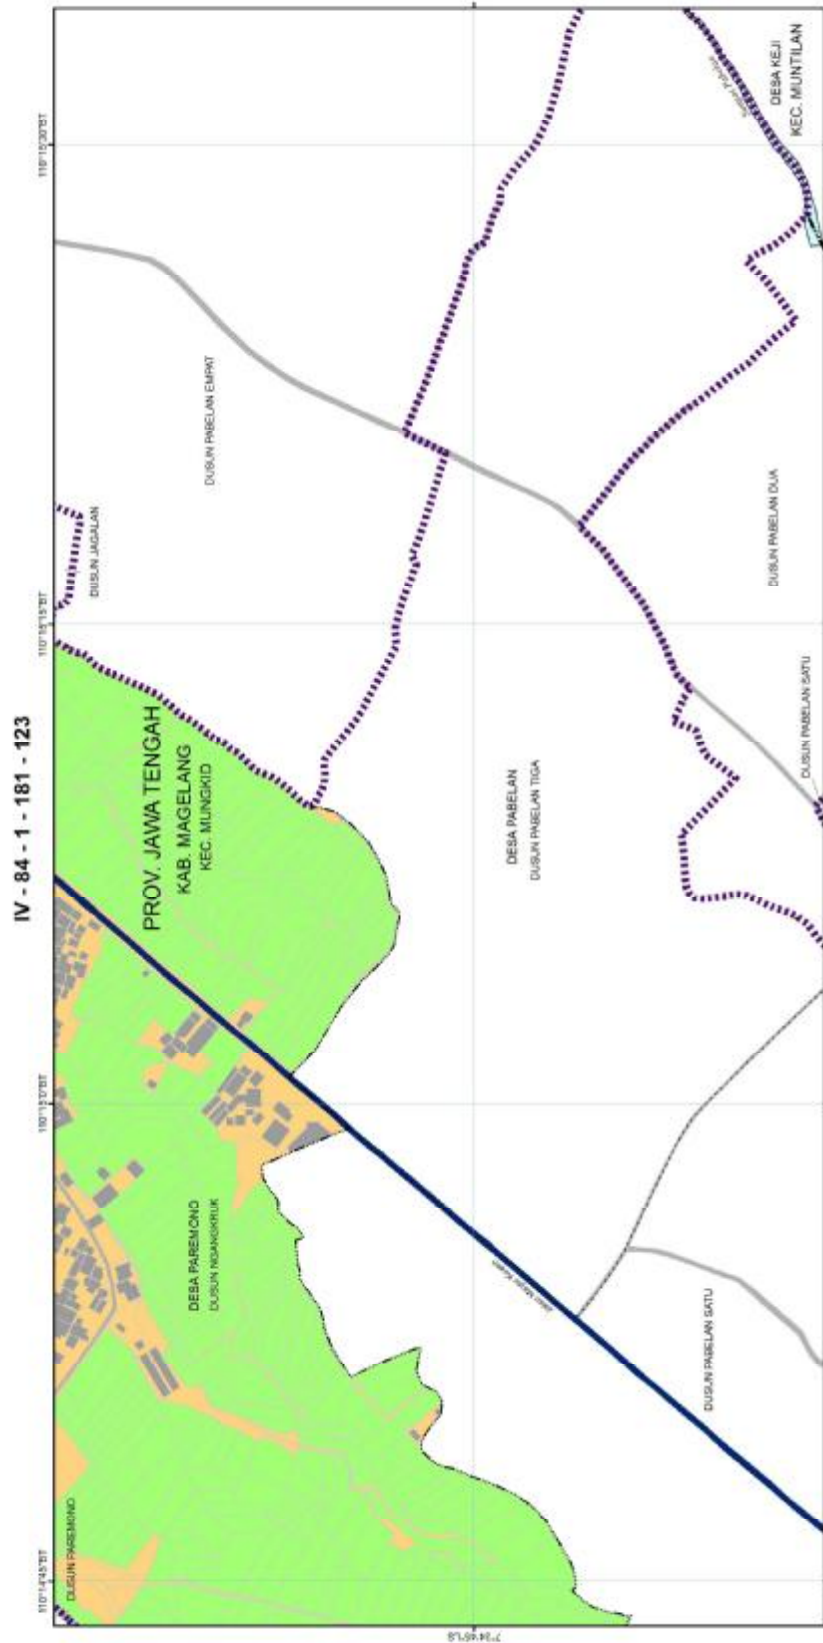 IV - 84 - 1 - 181 - 123
110°14'45"BT
110°15'0"BT
110°15'15"BT
110°15'30"BT
7°34'45"LS
DUSUN PAREMONO
DESA PAREMONO
DUSUN NGANGKRUK
PROV. JAWA TENGAH
KAB. MAGELANG
KEC. MUNGKID
DUSUN JAGALAN
DUSUN PABELAN EMPAT
DESA PABELAN
DUSUN PABELAN TIGA
DUSUN PABELAN SATU
DUSUN PABELAN SATU
DUSUN PABELAN DUA
DESA KEJI
KEC. MUNTILAN
Sungai Pabelan